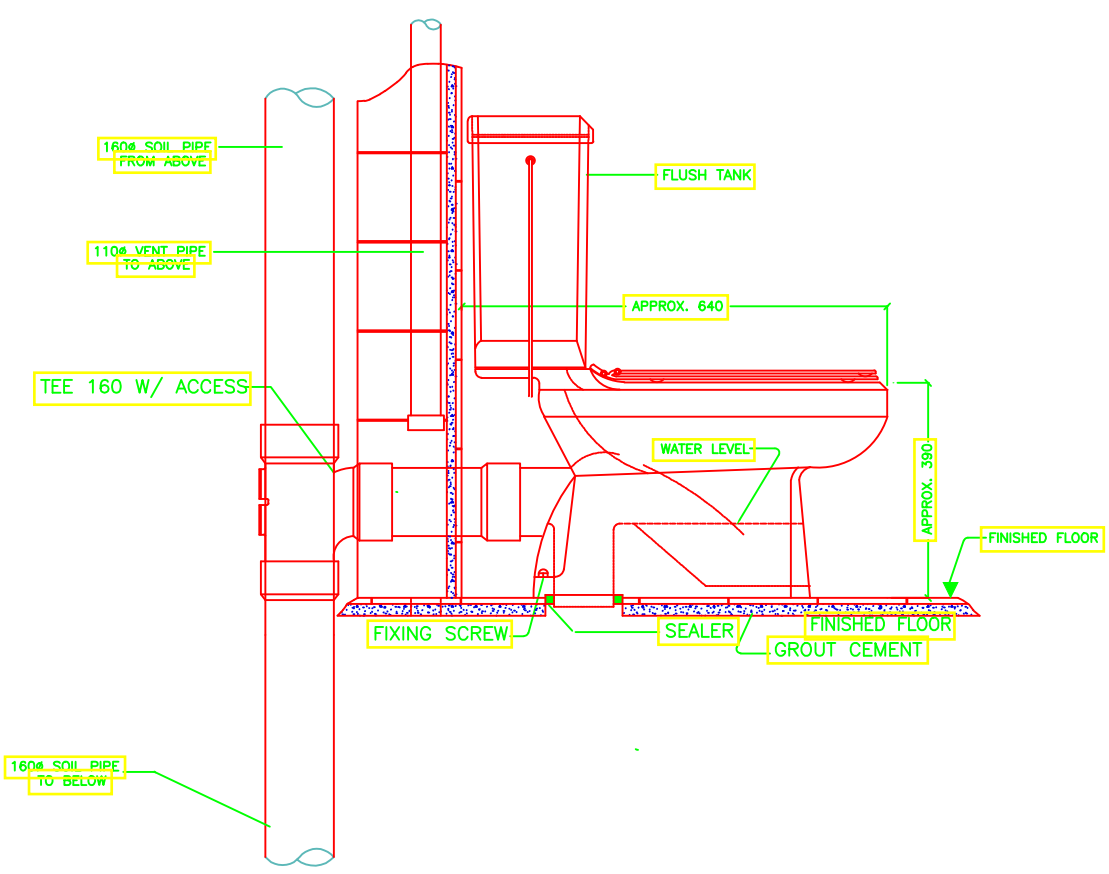 160ø SOIL PIPE
FROM ABOVE
FLUSH TANK
110ø VENT PIPE
TO ABOVE
APPROX. 640
TEE 160 W/ ACCESS
WATER LEVEL
APPROX. 390
FINISHED FLOOR
FIXING SCREW
SEALER
FINISHED FLOOR
GROUT CEMENT
160ø SOIL PIPE
TO BELOW